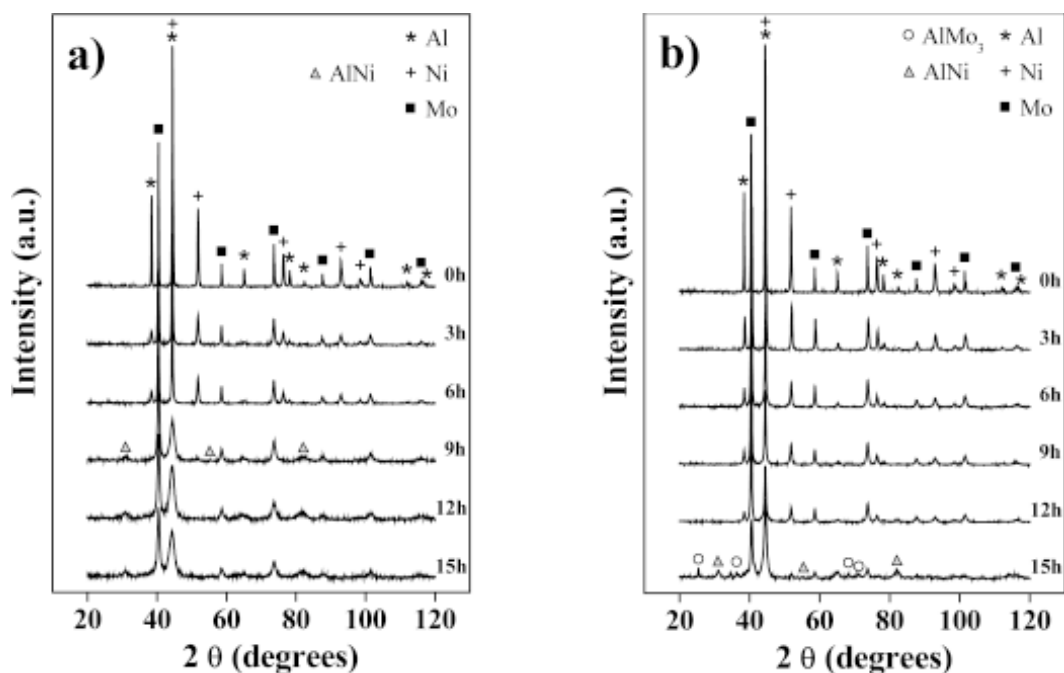 a)
* Al
△ AlNi
+ Ni
■ Mo
Intensity (a.u.)
0h
3h
6h
9h
12h
15h
20 40 60 80 100 120
2 θ (degrees)
b)
○ AlMo₃ * Al
△ AlNi + Ni
■ Mo
Intensity (a.u.)
0h
3h
6h
9h
12h
15h
20 40 60 80 100 120
2 θ (degrees)